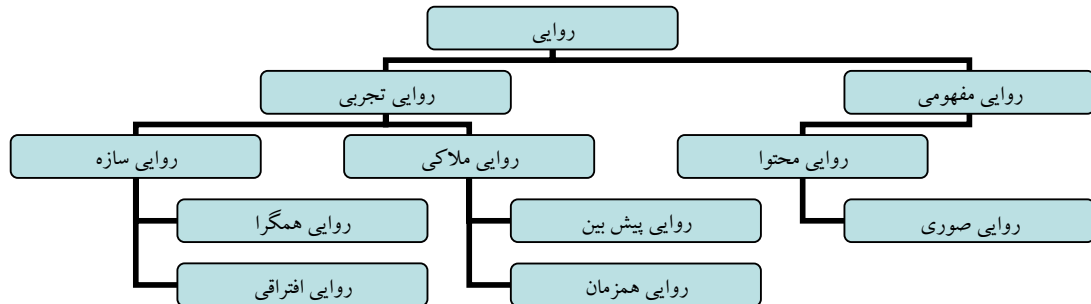 روایی
روایی مفهومی
روایی تجربی
روایی محتوا
روایی ملاکی
روایی سازه
روایی صوری
روایی پیش بین
روایی همگرا
روایی همزمان
روایی افتراقی